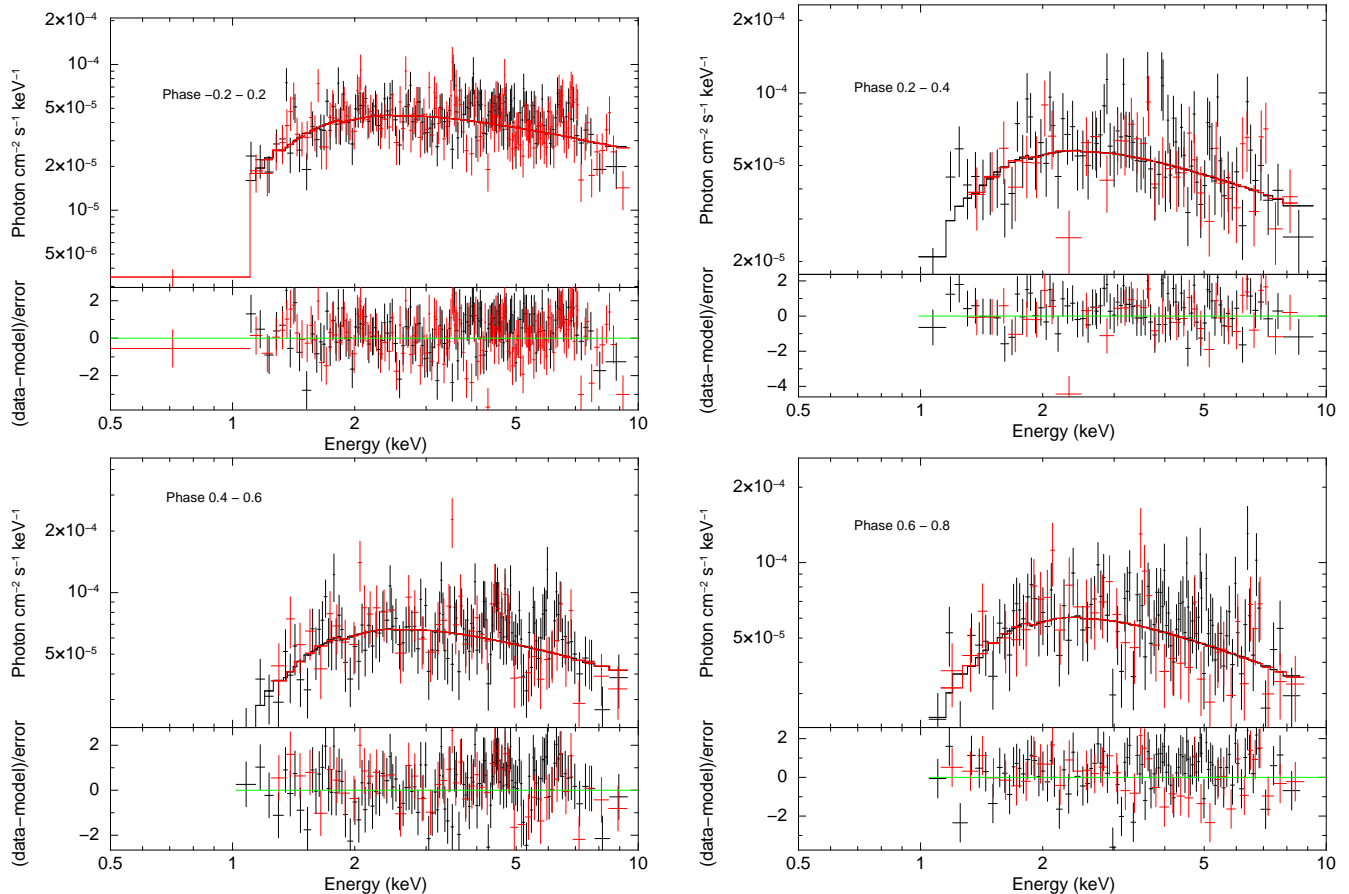 Photon cm⁻² s⁻¹ keV⁻¹
2×10⁻⁴
10⁻⁴
5×10⁻⁵
2×10⁻⁵
10⁻⁵
5×10⁻⁶
Phase −0.2 − 0.2
(data−model)/error
2
0
−2
0.5 1 2 5 10
Energy (keV)
Photon cm⁻² s⁻¹ keV⁻¹
10⁻⁴
5×10⁻⁵
2×10⁻⁵
Phase 0.2 − 0.4
(data−model)/error
2
0
−2
−4
0.5 1 2 5 10
Energy (keV)
Photon cm⁻² s⁻¹ keV⁻¹
2×10⁻⁴
10⁻⁴
5×10⁻⁵
Phase 0.4 − 0.6
(data−model)/error
2
0
−2
0.5 1 2 5 10
Energy (keV)
Photon cm⁻² s⁻¹ keV⁻¹
2×10⁻⁴
10⁻⁴
5×10⁻⁵
Phase 0.6 − 0.8
(data−model)/error
2
0
−2
0.5 1 2 5 10
Energy (keV)